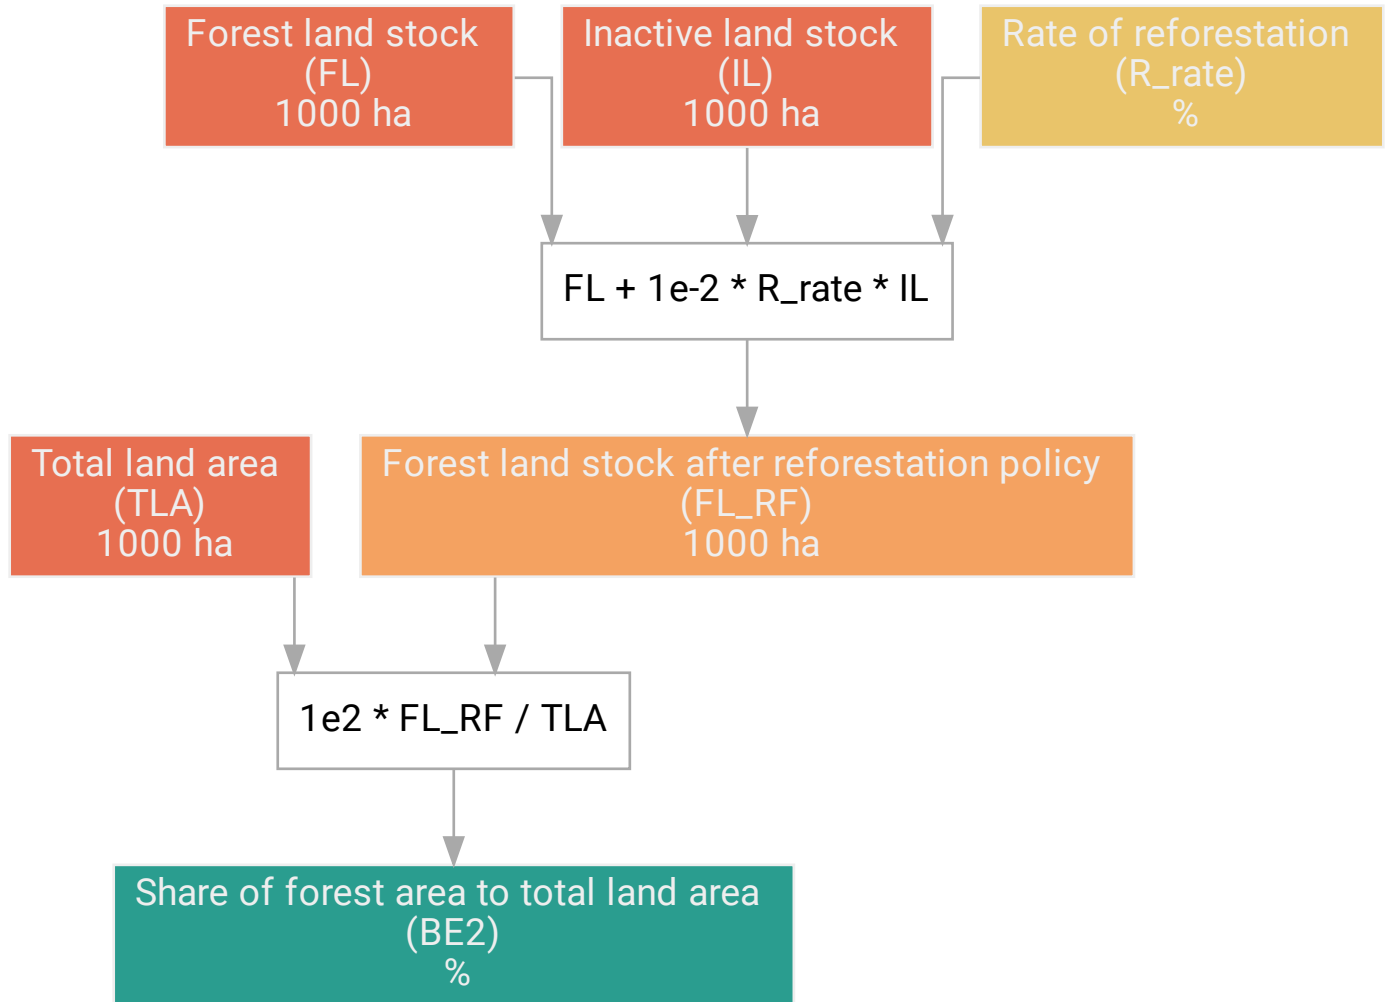 Forest land stock
(FL)
1000 ha
Inactive land stock
(IL)
1000 ha
Rate of reforestation
(R_rate)
%
FL + 1e-2 * R_rate * IL
Total land area
(TLA)
1000 ha
Forest land stock after reforestation policy
(FL_RF)
1000 ha
1e2 * FL_RF / TLA
Share of forest area to total land area
(BE2)
%